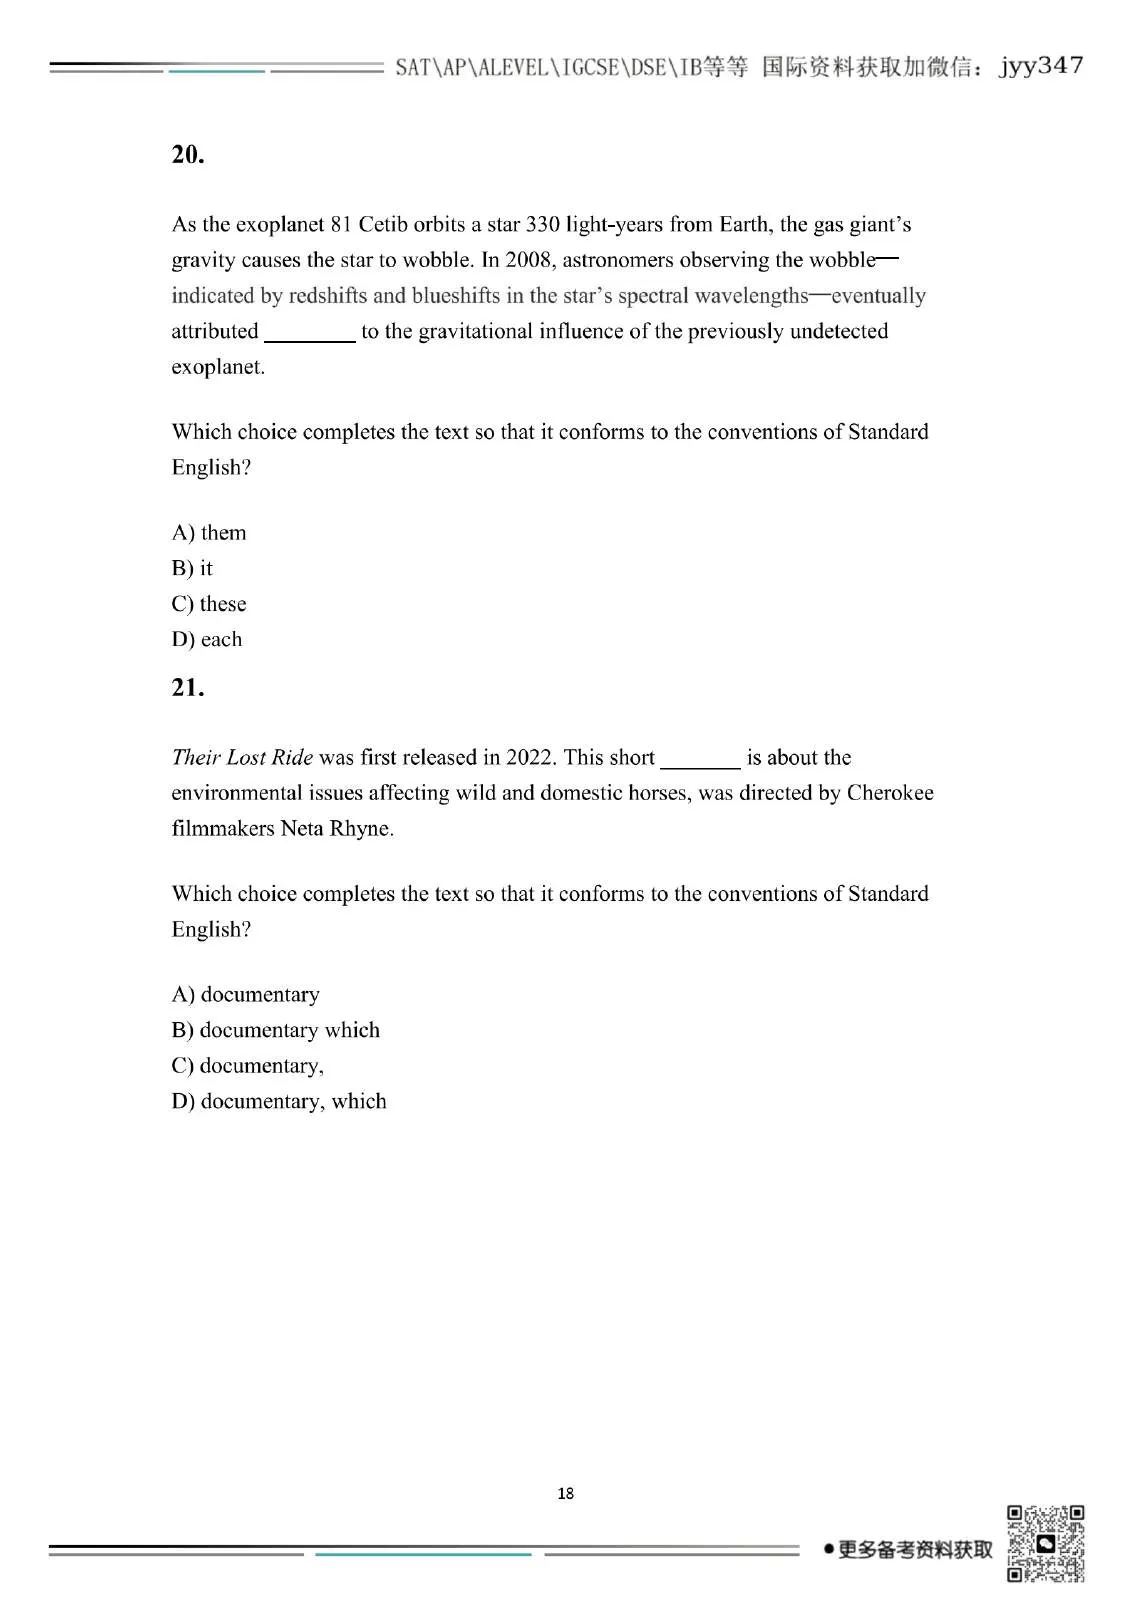 SAT\AP\ALEVEL\IGCSE\DSE\IB等等 国际资料获取加微信: jyy347
20.
As the exoplanet 81 Cetib orbits a star 330 light-years from Earth, the gas giant's
gravity causes the star to wobble. In 2008, astronomers observing the wobble—
indicated by redshifts and blueshifts in the star's spectral wavelengths—eventually
attributed ________ to the gravitational influence of the previously undetected
exoplanet.
Which choice completes the text so that it conforms to the conventions of Standard
English?
A) them
B) it
C) these
D) each
21.
Their Lost Ride was first released in 2022. This short _______ is about the
environmental issues affecting wild and domestic horses, was directed by Cherokee
filmmakers Neta Rhyne.
Which choice completes the text so that it conforms to the conventions of Standard
English?
A) documentary
B) documentary which
C) documentary,
D) documentary, which
18
●更多备考资料获取